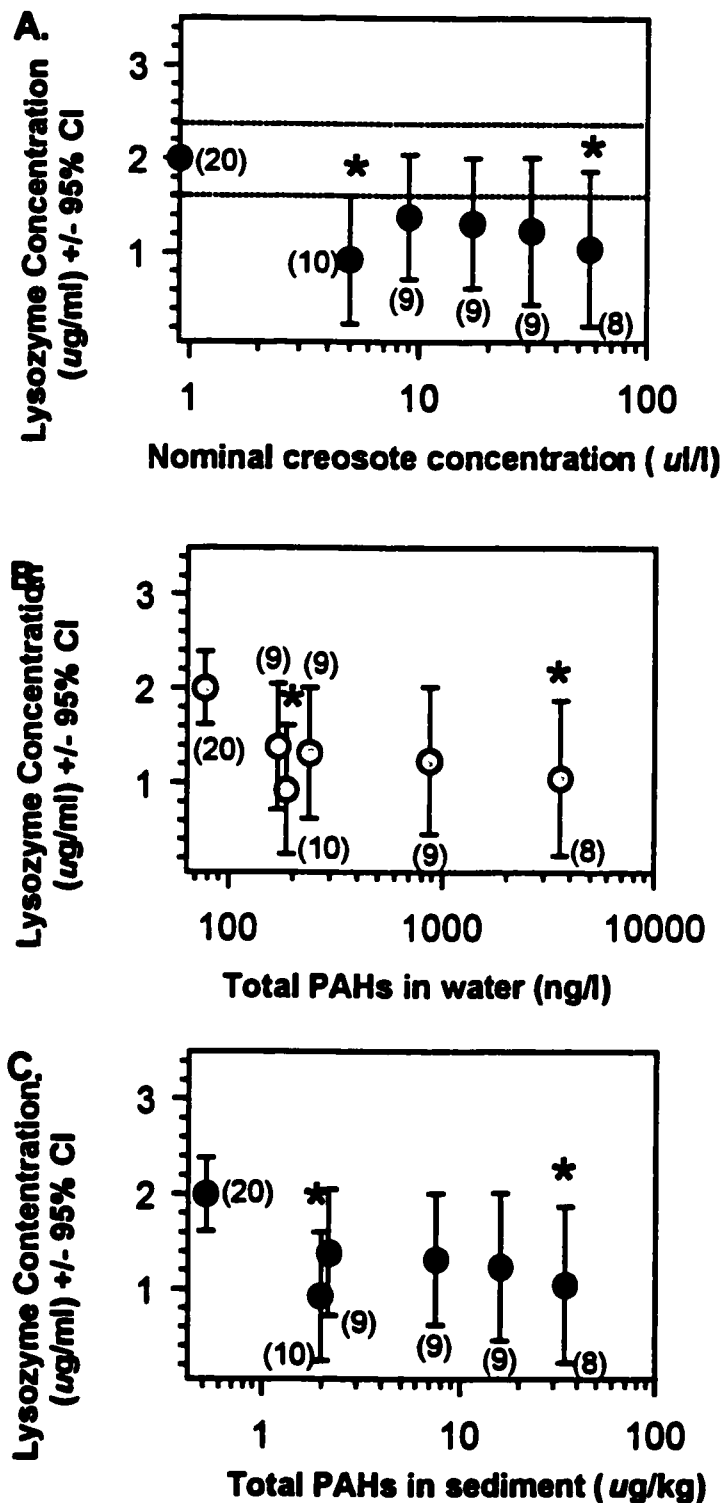 A.
Lysozyme Concentration
(ug/ml) +/- 95% CI
3
2
1
(20)
*
*
(10)
(9)
(9)
(9)
(8)
1 10 100
Nominal creosote concentration ( ul/l)
B
Lysozyme Concentration
(ug/ml) +/- 95% CI
3
2
1
(9) (9)
*
*
(20)
(10)
(9)
(8)
100 1000 10000
Total PAHs in water (ng/l)
C.
Lysozyme Contentration
(ug/ml) +/- 95% CI
3
2
1
(20)
*
*
(10)
(9)
(9)
(9)
(8)
1 10 100
Total PAHs in sediment ( ug/kg)